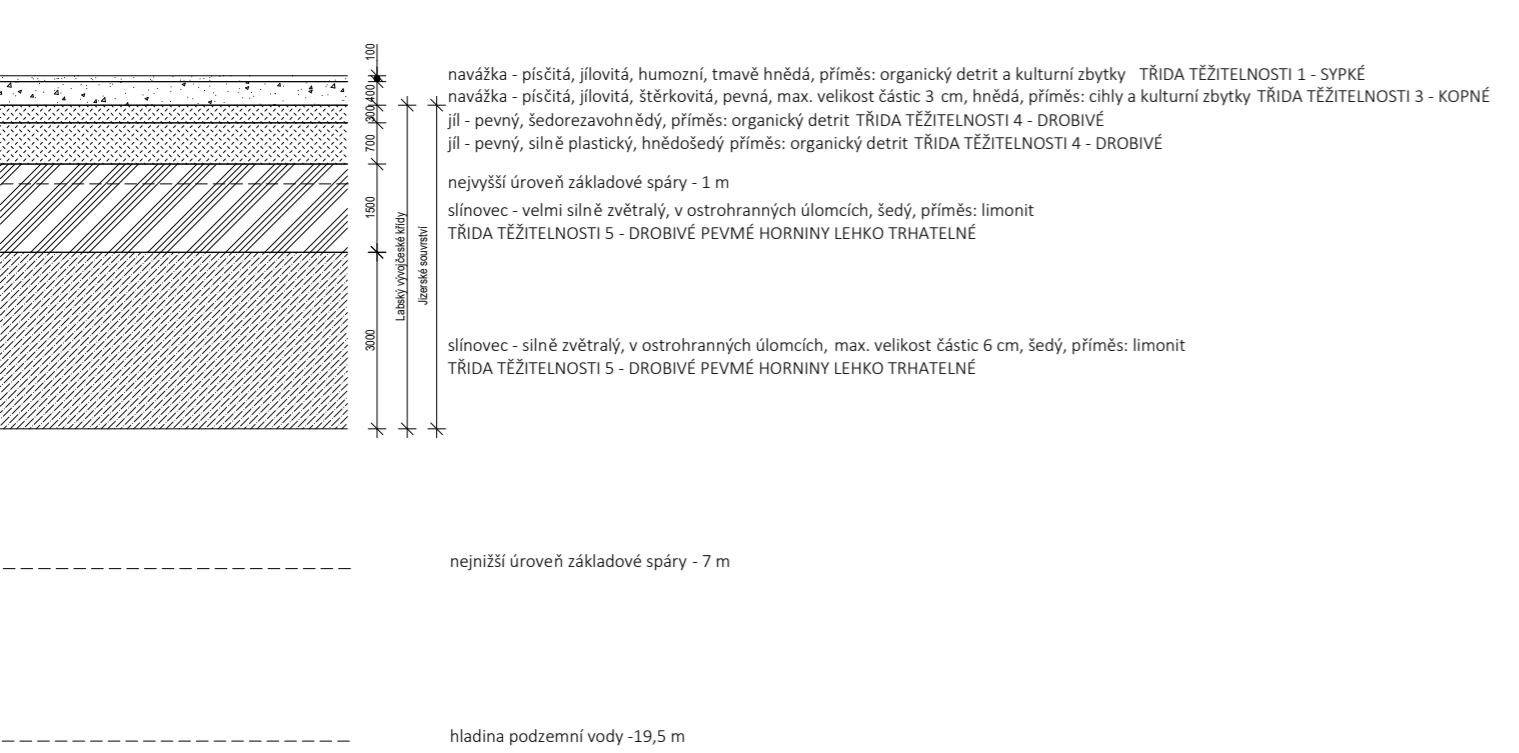 100
navážka - písčitá, jílovitá, humozní, tmavě hnědá, příměs: organický detrit a kulturní zbytky TŘIDA TĚŽITELNOSTI 1 - SYPKÉ
400
navážka - písčitá, jílovitá, štěrkovitá, pevná, max. velikost částic 3 cm, hnědá, příměs: cihly a kulturní zbytky TŘIDA TĚŽITELNOSTI 3 - KOPNÉ
300
jíl - pevný, šedorezavohnědý, příměs: organický detrit TŘIDA TĚŽITELNOSTI 4 - DROBIVÉ
700
jíl - pevný, silně plastický, hnědošedý příměs: organický detrit TŘIDA TĚŽITELNOSTI 4 - DROBIVÉ
nejvyšší úroveň základové spáry - 1 m
1500
slínovec - velmi silně zvětralý, v ostrohranných úlomcích, šedý, příměs: limonit
TŘIDA TĚŽITELNOSTI 5 - DROBIVÉ PEVMÉ HORNINY LEHKO TRHATELNÉ
Labský vývojčeské křídy
Jizerské souvrství
3000
slínovec - silně zvětralý, v ostrohranných úlomcích, max. velikost částic 6 cm, šedý, příměs: limonit
TŘIDA TĚŽITELNOSTI 5 - DROBIVÉ PEVMÉ HORNINY LEHKO TRHATELNÉ
nejnižší úroveň základové spáry - 7 m
hladina podzemní vody -19,5 m